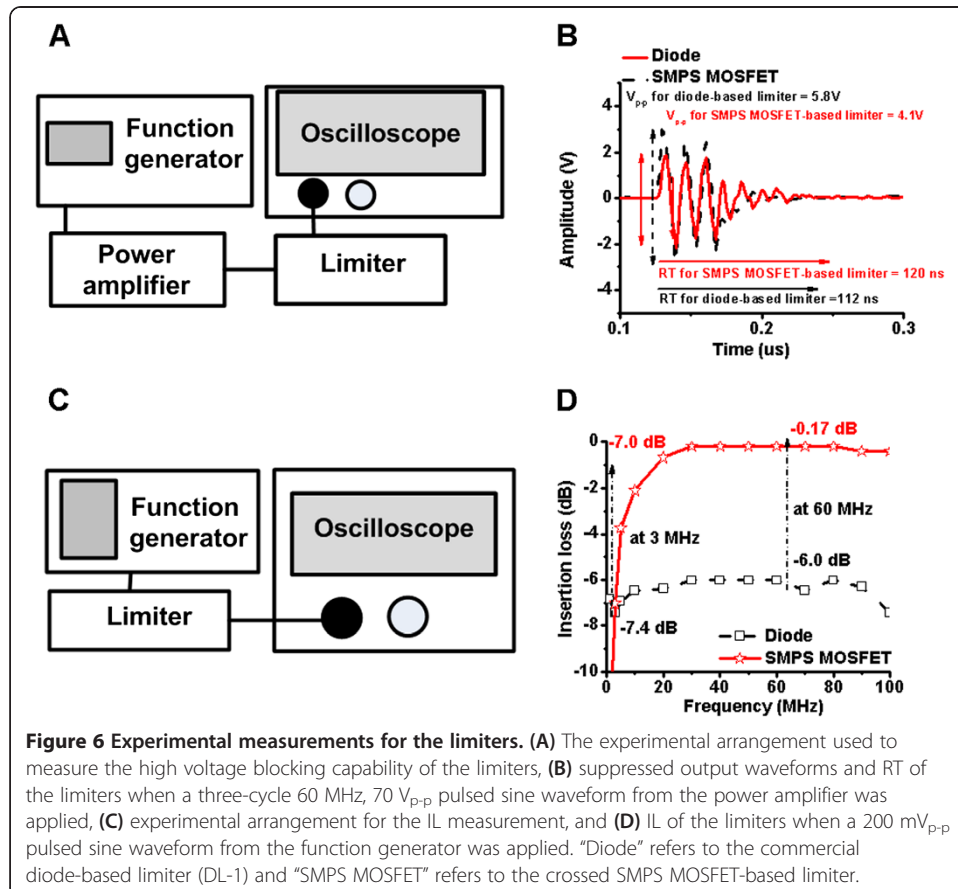 A
Function
generator
Oscilloscope
Power
amplifier
Limiter
B
Diode
SMPS MOSFET
Vp-p for diode-based limiter = 5.8V
Vp-p for SMPS MOSFET-based limiter = 4.1V
4
2
0
-2
-4
Amplitude (V)
RT for SMPS MOSFET-based limiter = 120 ns
RT for diode-based limiter =112 ns
0.1
0.2
0.3
Time (us)
C
Function
generator
Oscilloscope
Limiter
D
-7.0 dB
-0.17 dB
at 3 MHz
at 60 MHz
-6.0 dB
-7.4 dB
Diode
SMPS MOSFET
0
-2
-4
-6
-8
-10
Insertion loss (dB)
0
20
40
60
80
100
Frequency (MHz)
Figure 6 Experimental measurements for the limiters. (A) The experimental arrangement used to
measure the high voltage blocking capability of the limiters, (B) suppressed output waveforms and RT of
the limiters when a three-cycle 60 MHz, 70 Vp-p pulsed sine waveform from the power amplifier was
applied, (C) experimental arrangement for the IL measurement, and (D) IL of the limiters when a 200 mVp-p
pulsed sine waveform from the function generator was applied. “Diode” refers to the commercial
diode-based limiter (DL-1) and “SMPS MOSFET” refers to the crossed SMPS MOSFET-based limiter.